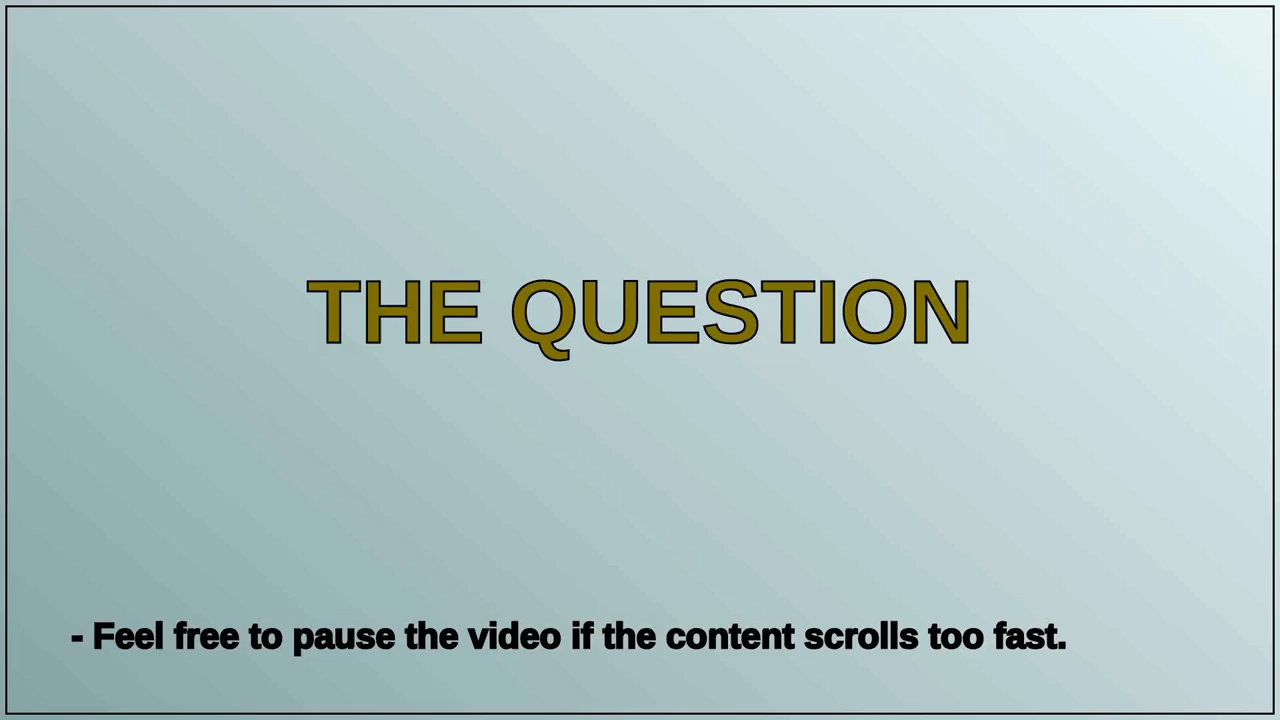 THE QUESTION
- Feel free to pause the video if the content scrolls too fast.